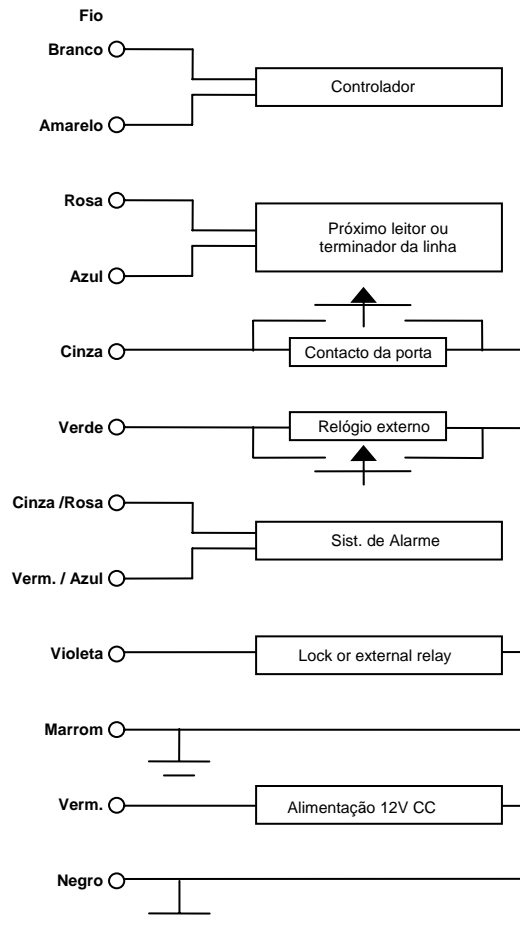 Fio
Branco
Controlador
Amarelo
Rosa
Próximo leitor ou
terminador da linha
Azul
Cinza
Contacto da porta
Verde
Relógio externo
Cinza /Rosa
Sist. de Alarme
Verm. / Azul
Violeta
Lock or external relay
Marrom
Verm.
Alimentação 12V CC
Negro